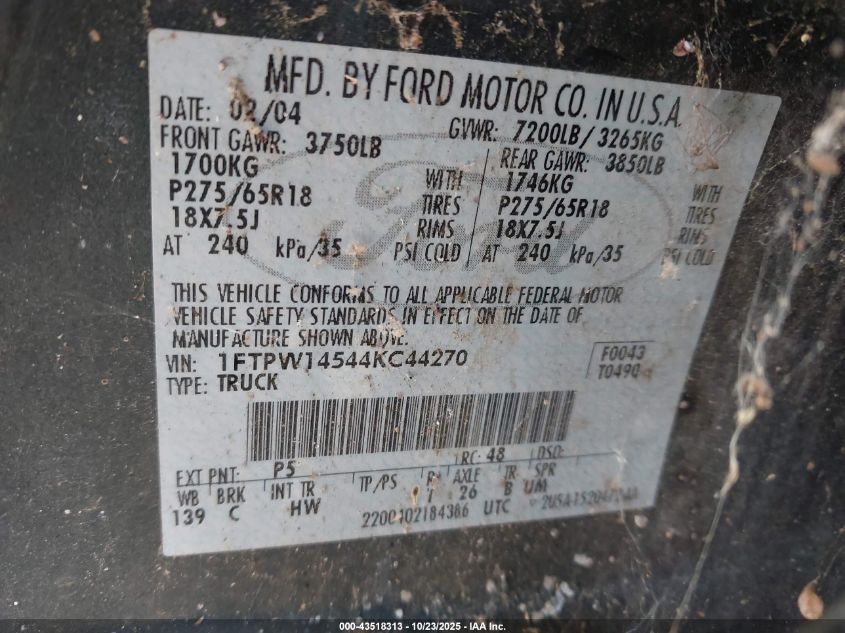 MFD. BY FORD MOTOR CO. IN U.S.A.
DATE: 02/04 GVWR: 7200LB/ 3265KG
FRONT GAWR: 3750LB REAR GAWR: 3850LB
1700KG WITH 1746KG WITH
P275/65R18 TIRES P275/65R18 TIRES
18X7.5J RIMS 18X7.5J RIMS
AT 240 kPa/35 PSI COLD AT 240 kPa/35 PSI COLD
Ford
THIS VEHICLE CONFORMS TO ALL APPLICABLE FEDERAL MOTOR
VEHICLE SAFETY STANDARDS IN EFFECT ON THE DATE OF
MANUFACTURE SHOWN ABOVE.
VIN: 1FTPW14544KC44270 F0043
TYPE: TRUCK T0490
EXT PNT: P5 RC: 48 DSO:
WB BRK INT TR TP/PS R AXLE TR SPR
139 C HW T 26 B UM
2200402184386 UTC
000-43518313 - 10/23/2025 - IAA Inc.